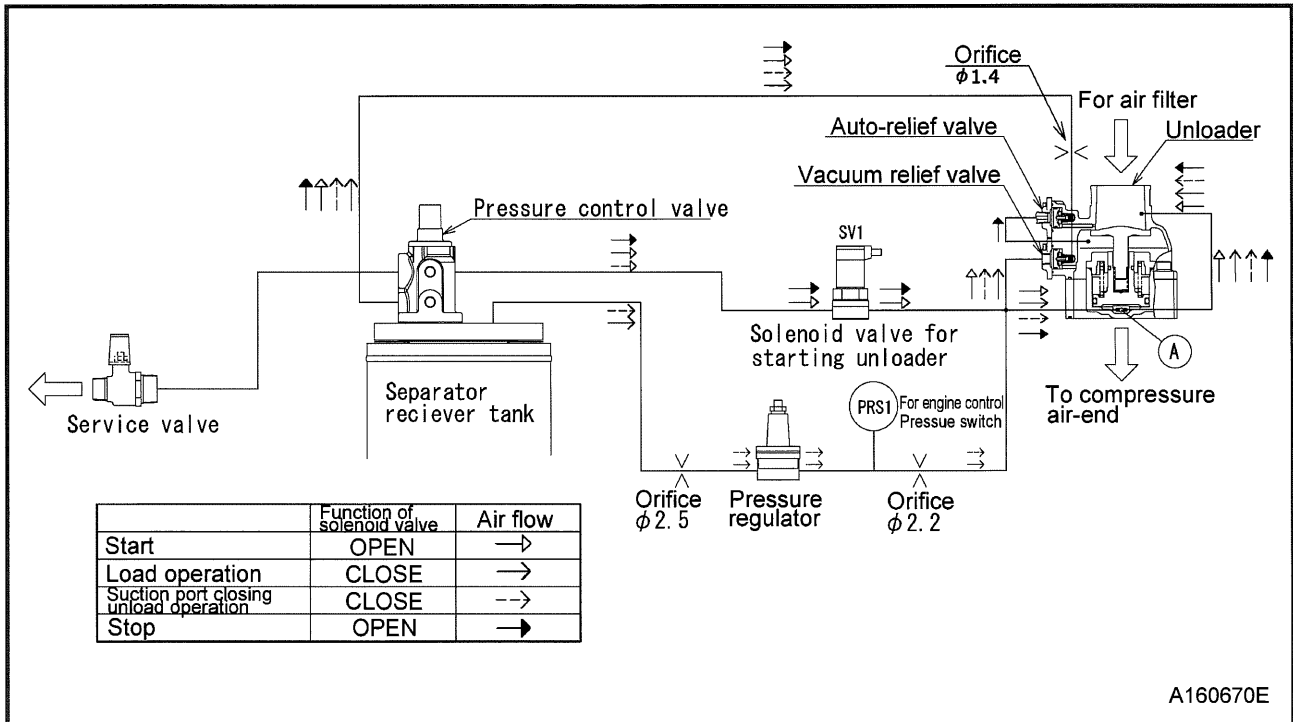 Orifice
φ1.4
For air filter
Auto-relief valve
Unloader
Vacuum relief valve
Pressure control valve
SV1
Solenoid valve for
starting unloader
A
To compressure
air-end
Separator
reciever tank
Service valve
PRS1
For engine control
Pressue switch
Orifice
φ2.5
Pressure
regulator
Orifice
φ2.2
Function of
solenoid valve
Air flow
Start OPEN
Load operation CLOSE
Suction port closing
unload operation CLOSE
Stop OPEN
A160670E